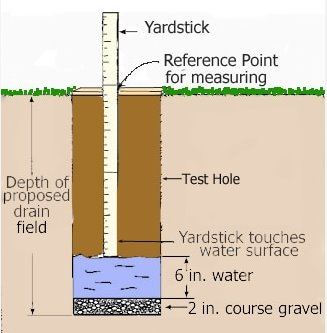 Yardstick
Reference Point
for measuring
Depth of
proposed
drain
field
Test Hole
Yardstick touches
water surface
6 in. water
2 in. course gravel